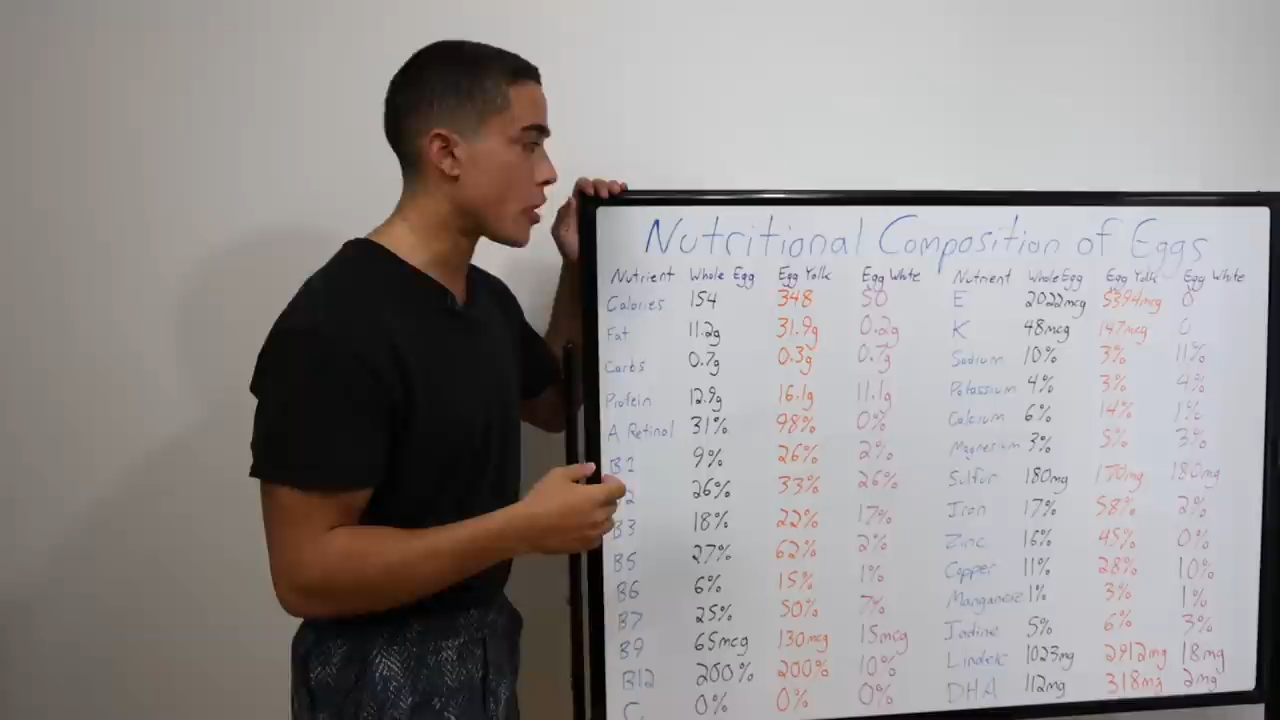 Nutritional Composition of Eggs
Nutrient Whole Egg Egg Yolk Egg White Nutrient Whole Egg Egg Yolk Egg White
Calories 154 348 50 E 2022mcg 5394mcg 0
Fat 11.2g 31.9g 0.2g K 48mcg 147mcg 0
Carbs 0.7g 0.3g 0.7g Sodium 10% 3% 11%
Protein 12.9g 16.1g 11.1g Potassium 4% 3% 4%
A Retinol 31% 98% 0% Calcium 6% 14% 1%
B1 9% 26% 2% Magnesium 3% 5% 3%
26% 33% 26% Sulfur 180mg 170mg 180mg
B3 18% 22% 17% Iron 17% 58% 2%
B5 27% 62% 2% Zinc 16% 45% 0%
B6 6% 15% 1% Copper 11% 28% 10%
B7 25% 50% 7% Manganese 1% 3% 1%
B9 65mcg 130mcg 15mcg Iodine 5% 6% 3%
B12 200% 200% 10% Linoleic 1023mg 2912mg 18mg
C 0% 0% 0% DHA 112mg 318mg 2mg